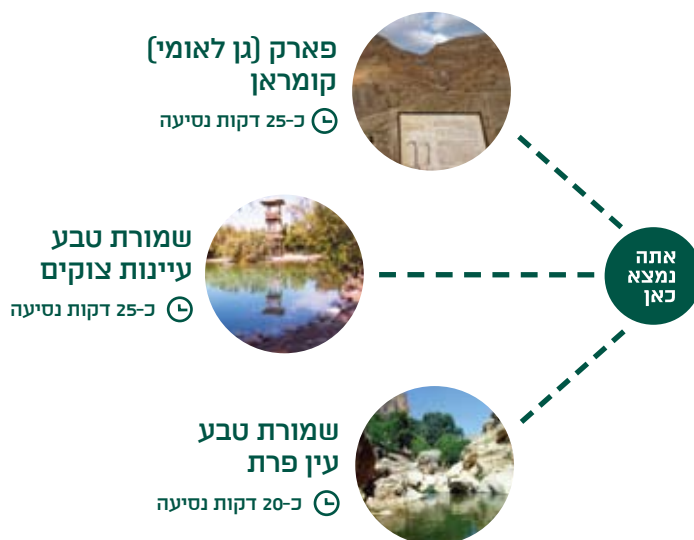 פארק (גן לאומי)
קומראן
כ-25 דקות נסיעה
אתה
נמצא
כאן
שמורת טבע
עיינות צוקים
כ-25 דקות נסיעה
שמורת טבע
עין פרת
כ-20 דקות נסיעה